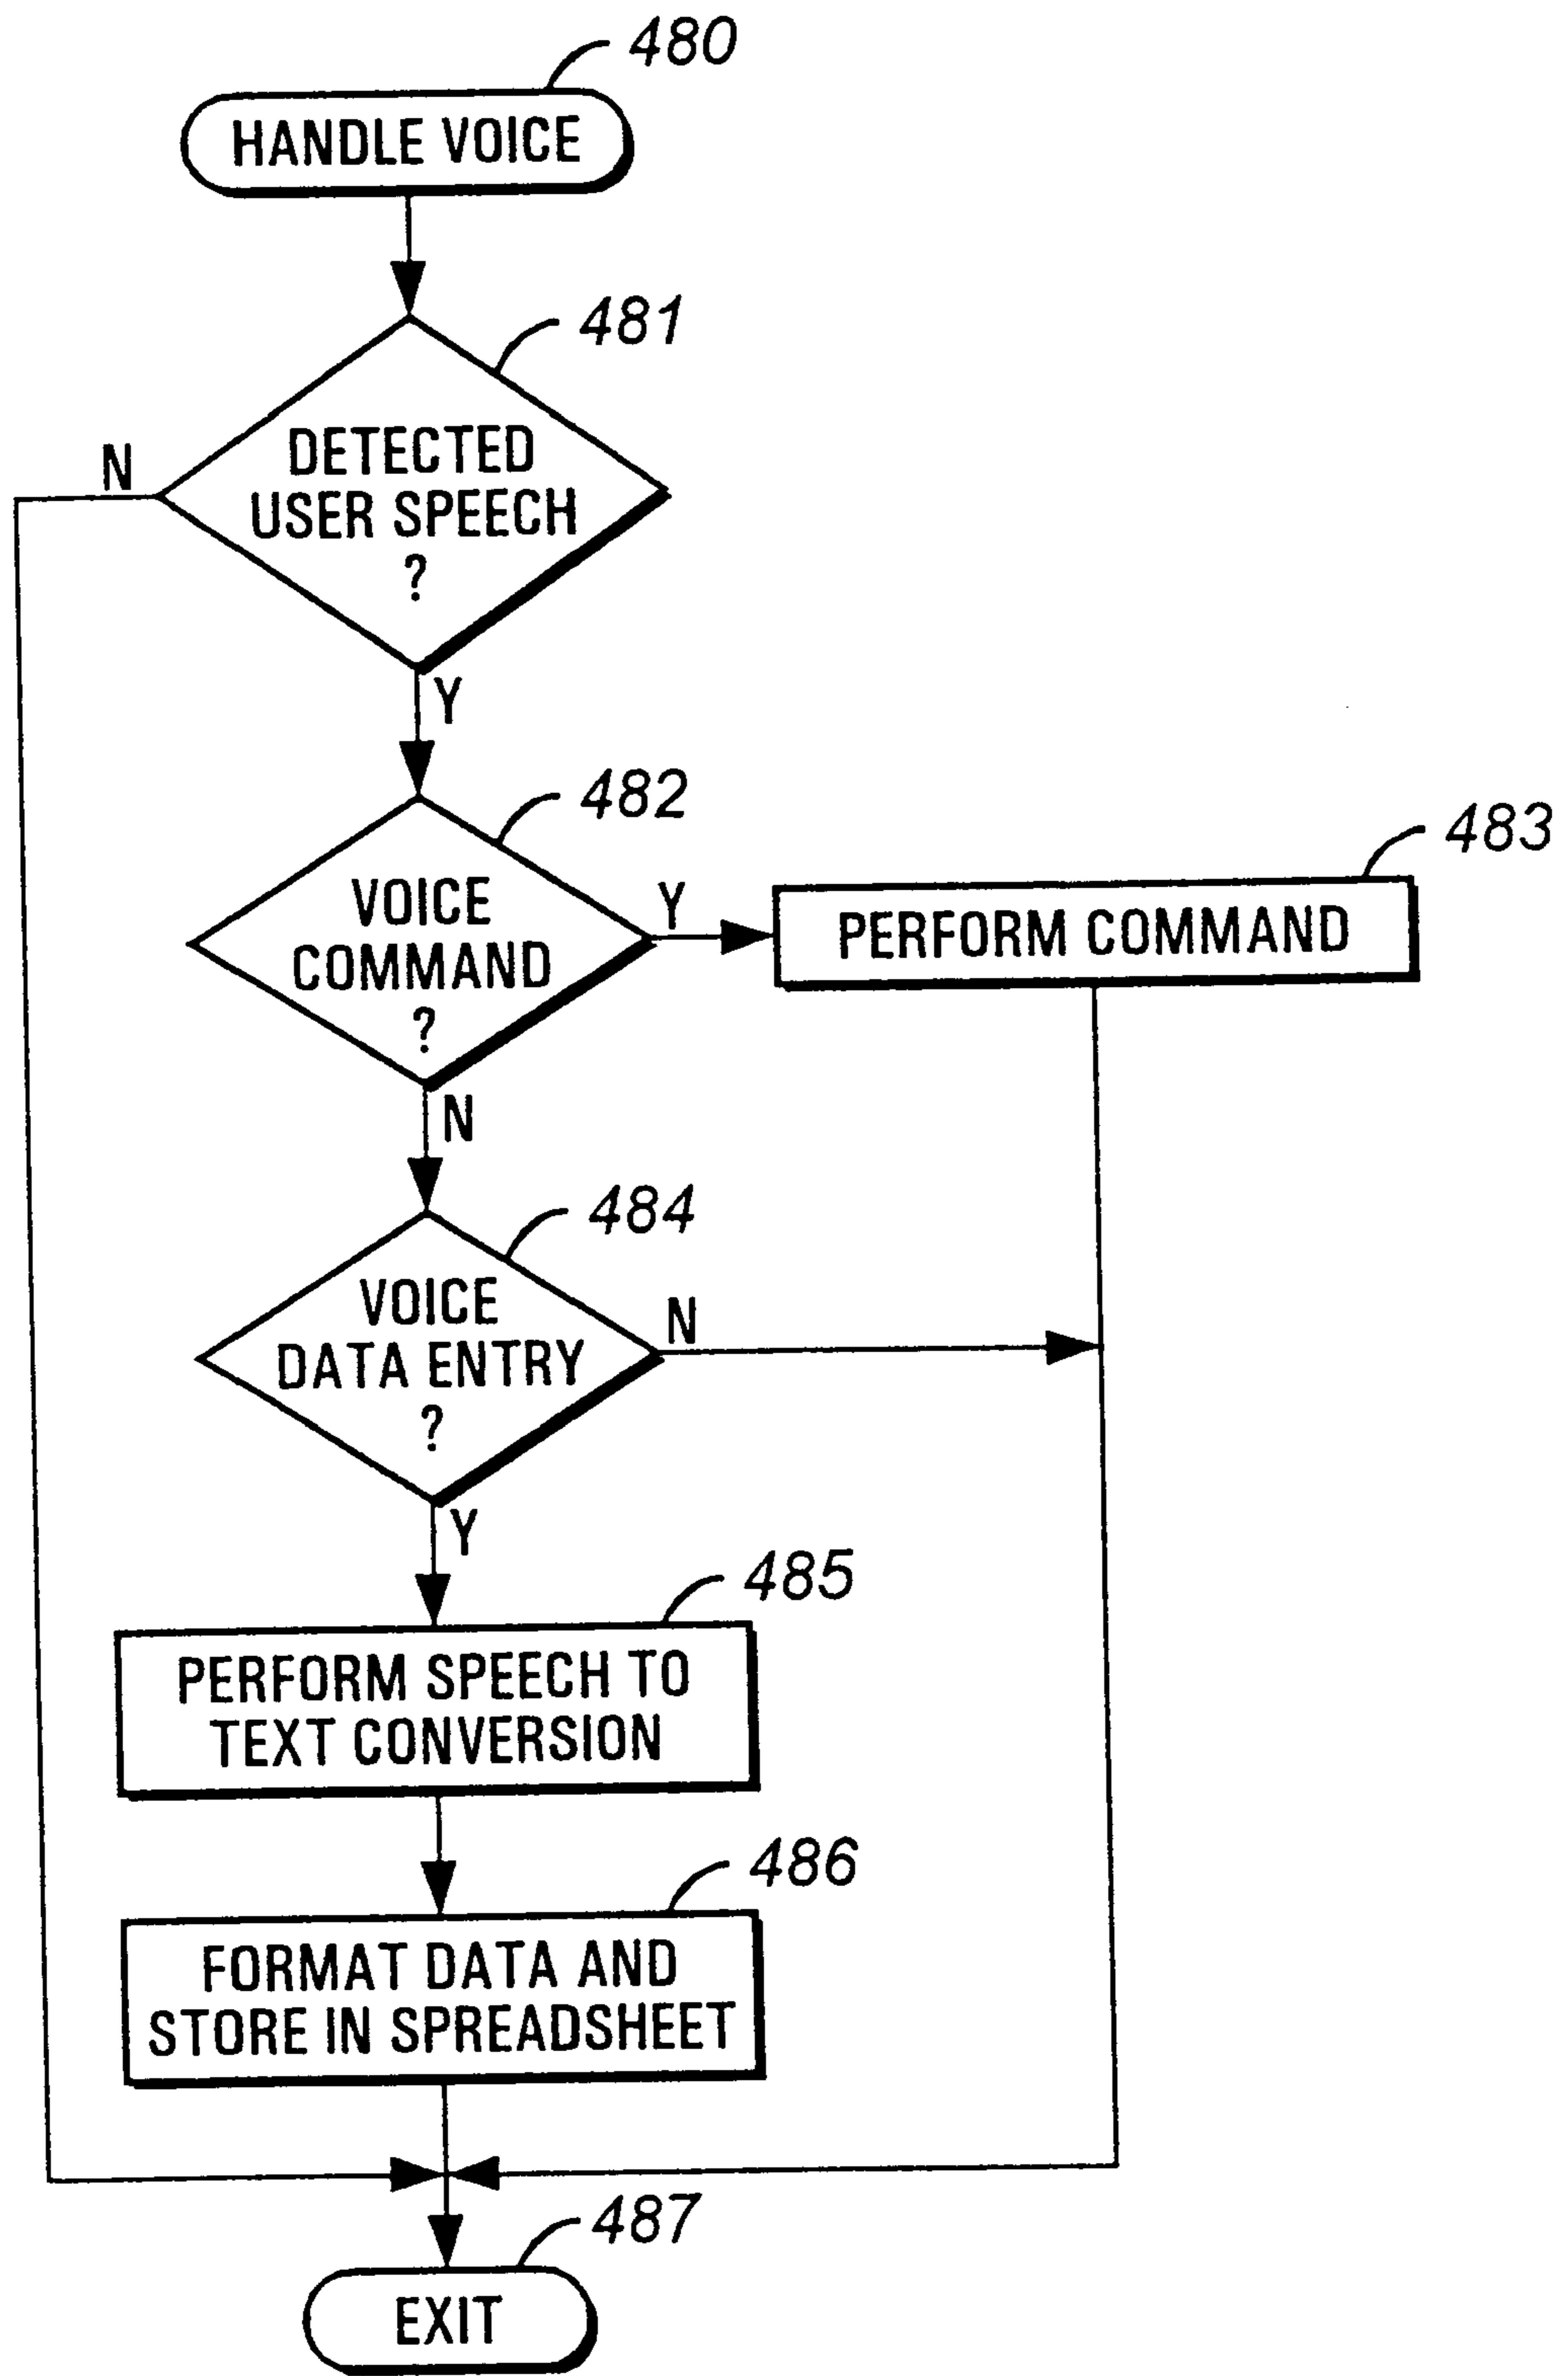 480
HANDLE VOICE
481
N
DETECTED
USER SPEECH
?
Y
482
VOICE
COMMAND
?
Y
483
PERFORM COMMAND
N
484
VOICE
DATA ENTRY
?
N
Y
485
PERFORM SPEECH TO
TEXT CONVERSION
486
FORMAT DATA AND
STORE IN SPREADSHEET
487
EXIT